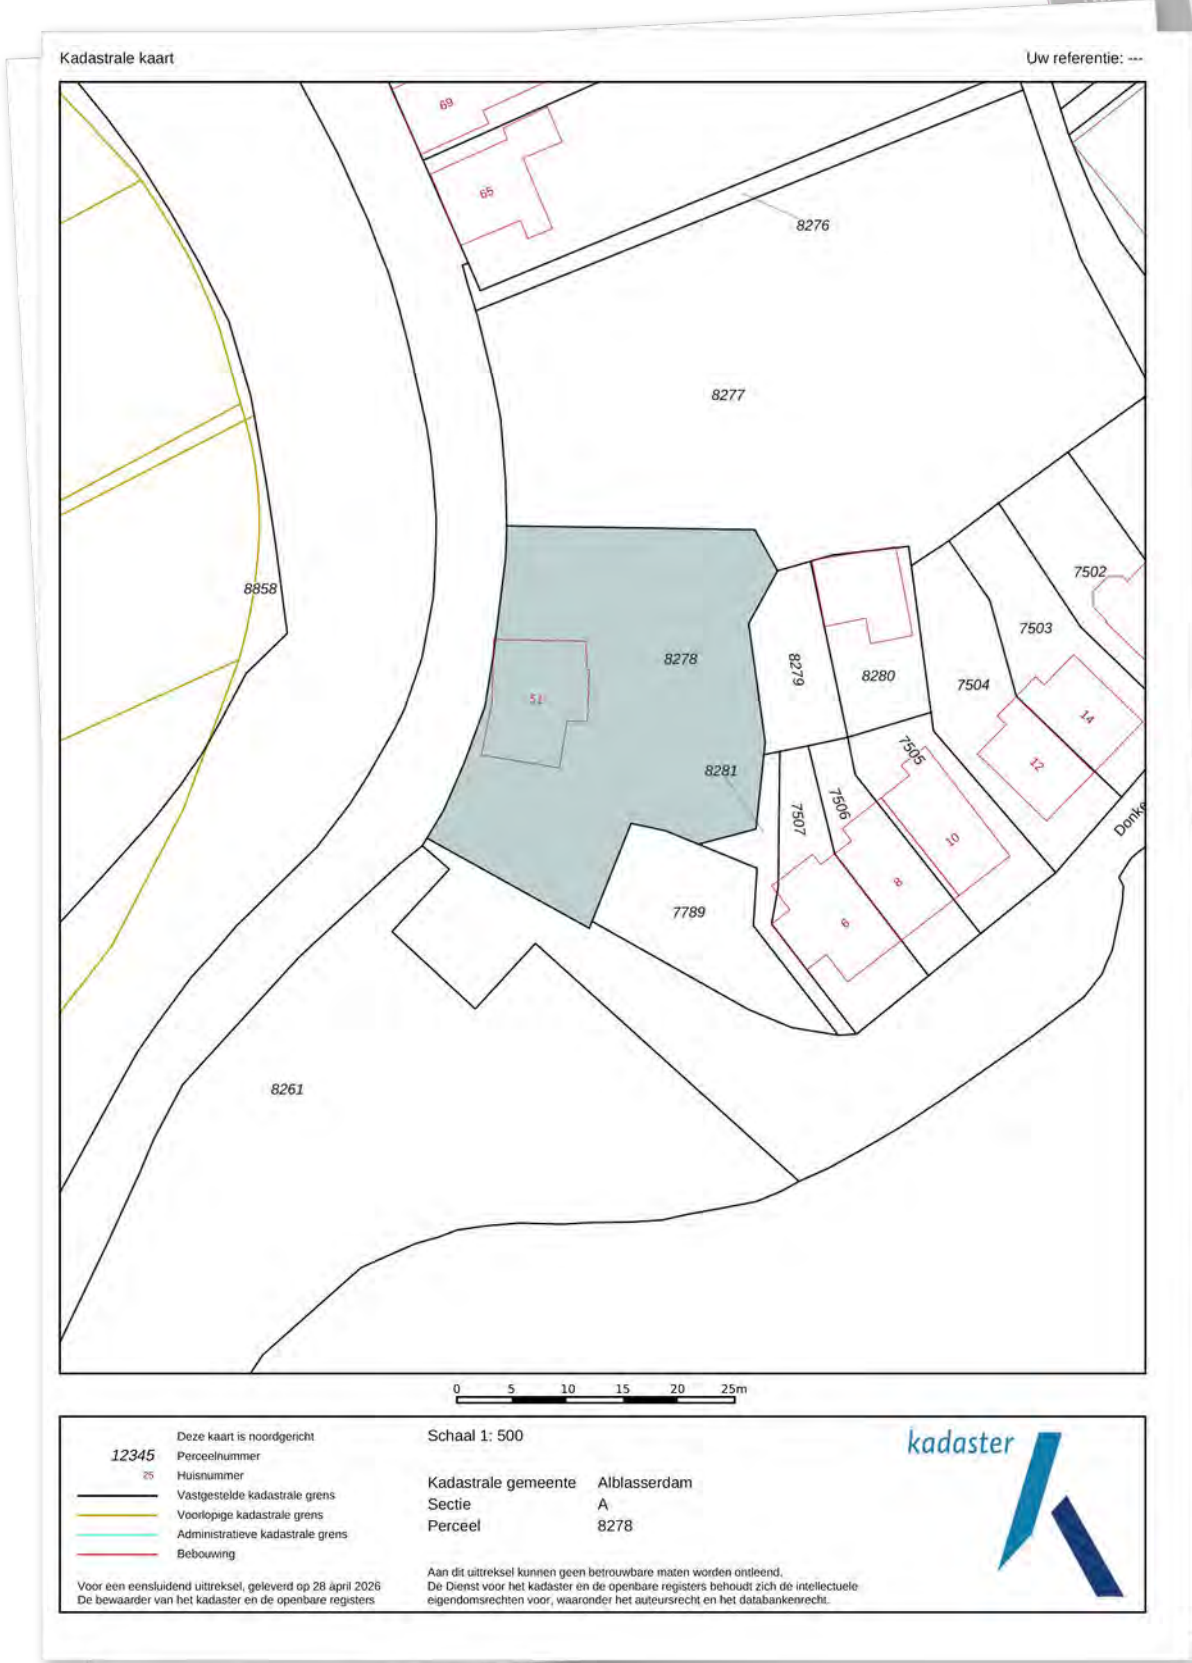 Kadastrale kaart
Uw referentie: ---
69
65
8276
8277
8858
7502
7503
8278
8279
8280
7504
51
14
7505
12
8281
7506
7507
10
8
Donke
7789
6
8261
0 5 10 15 20 25m
Deze kaart is noordgericht
12345 Perceelnummer
25 Huisnummer
Vastgestelde kadastrale grens
Voorlopige kadastrale grens
Administratieve kadastrale grens
Bebouwing
Voor een eensluidend uittreksel, geleverd op 28 april 2026
De bewaarder van het kadaster en de openbare registers
Schaal 1: 500
Kadastrale gemeente Alblasserdam
Sectie A
Perceel 8278
Aan dit uittreksel kunnen geen betrouwbare maten worden ontleend.
De Dienst voor het kadaster en de openbare registers behoudt zich de intellectuele
eigendomsrechten voor, waaronder het auteursrecht en het databankenrecht.
kadaster